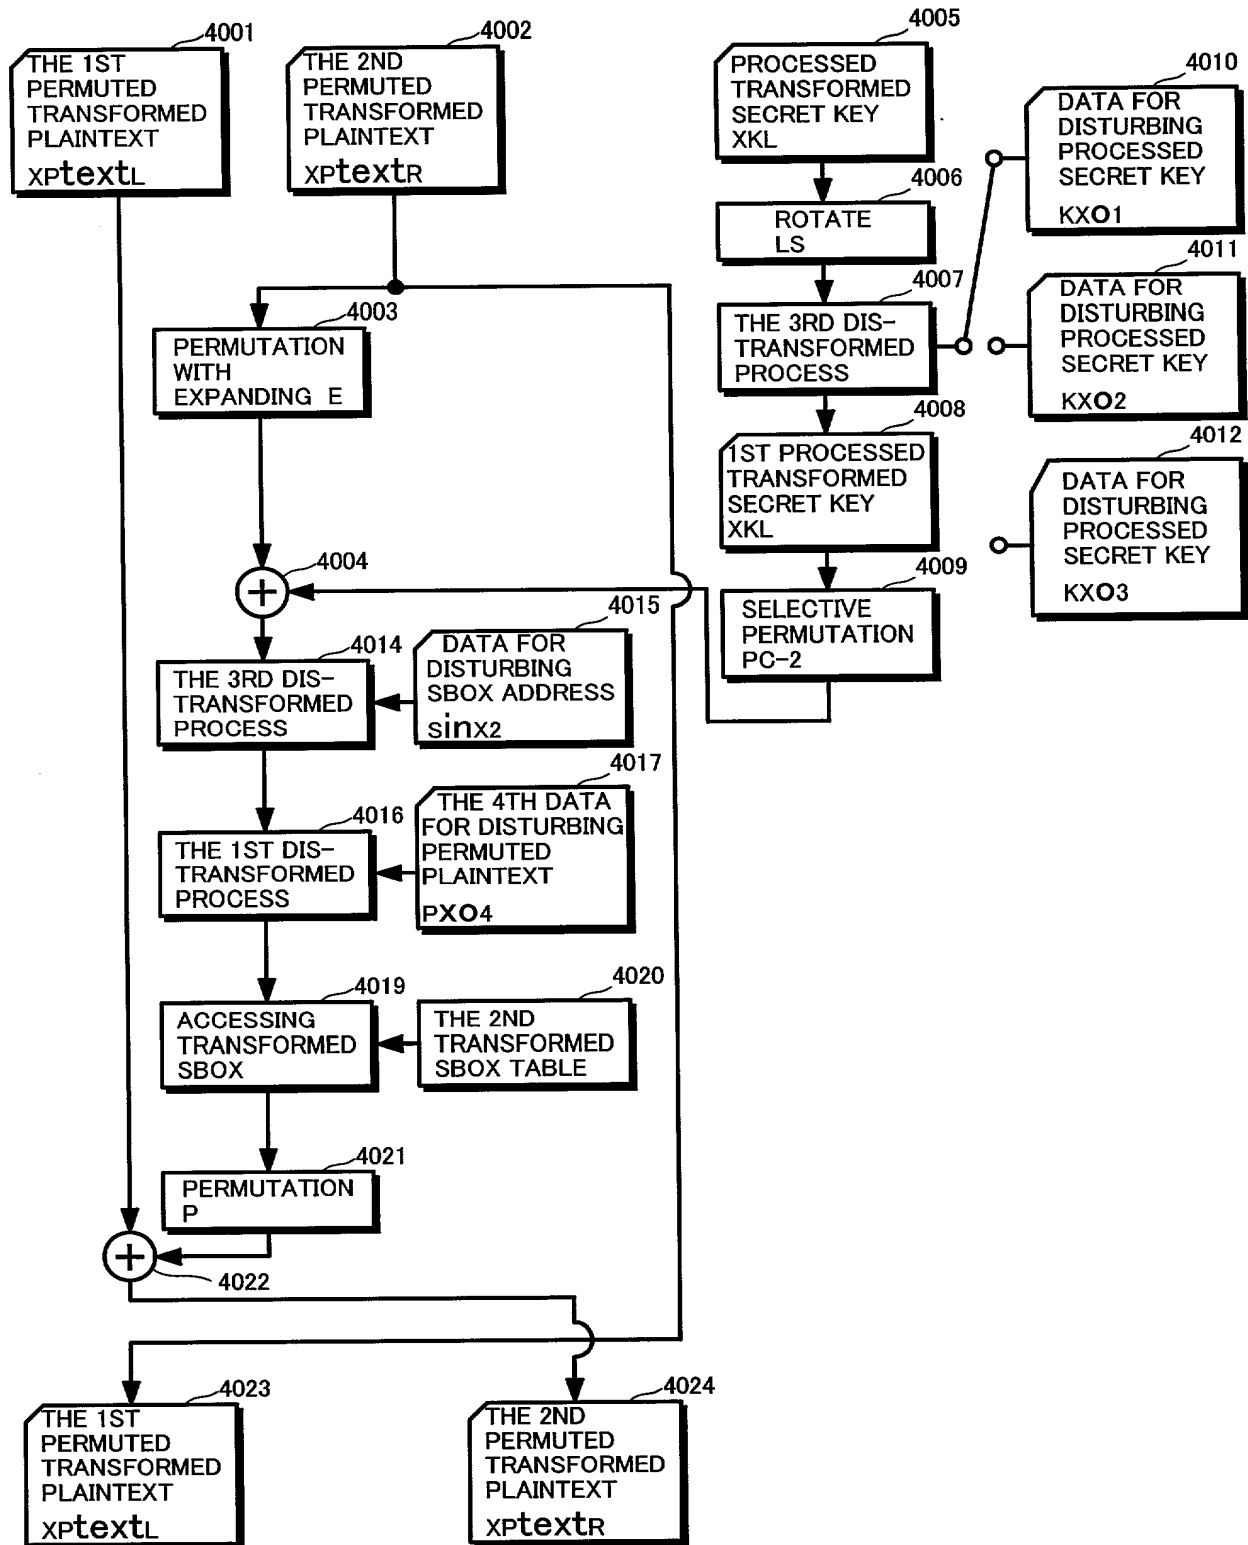 4001
THE 1ST
PERMUTED
TRANSFORMED
PLAINTEXT
XPtextL
4002
THE 2ND
PERMUTED
TRANSFORMED
PLAINTEXT
XPtextR
4005
PROCESSED
TRANSFORMED
SECRET KEY
XKL
4010
DATA FOR
DISTURBING
PROCESSED
SECRET KEY
KXO1
4006
ROTATE
LS
4007
THE 3RD DIS-
TRANSFORMED
PROCESS
4011
DATA FOR
DISTURBING
PROCESSED
SECRET KEY
KXO2
4003
PERMUTATION
WITH
EXPANDING E
4008
1ST PROCESSED
TRANSFORMED
SECRET KEY
XKL
4012
DATA FOR
DISTURBING
PROCESSED
SECRET KEY
KXO3
4004
4009
SELECTIVE
PERMUTATION
PC-2
4014
THE 3RD DIS-
TRANSFORMED
PROCESS
4015
DATA FOR
DISTURBING
SBOX ADDRESS
sinX2
4016
THE 1ST DIS-
TRANSFORMED
PROCESS
4017
THE 4TH DATA
FOR DISTURBING
PERMUTED
PLAINTEXT
PXO4
4019
ACCESSING
TRANSFORMED
SBOX
4020
THE 2ND
TRANSFORMED
SBOX TABLE
4021
PERMUTATION
P
4022
4023
THE 1ST
PERMUTED
TRANSFORMED
PLAINTEXT
XPtextL
4024
THE 2ND
PERMUTED
TRANSFORMED
PLAINTEXT
XPtextR